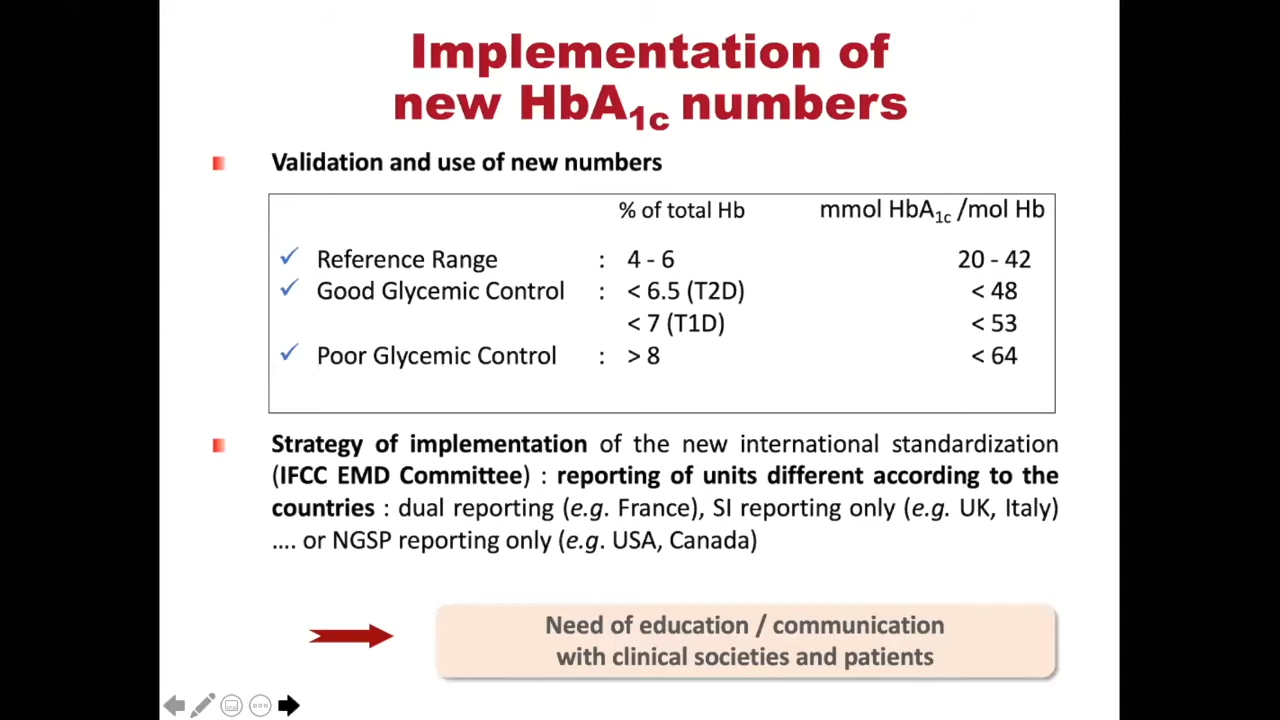 Implementation of
new HbA1c numbers
Validation and use of new numbers
% of total Hb mmol HbA1c /mol Hb
✓ Reference Range : 4 - 6 20 - 42
✓ Good Glycemic Control : < 6.5 (T2D) < 48
< 7 (T1D) < 53
✓ Poor Glycemic Control : > 8 < 64
Strategy of implementation of the new international standardization
(IFCC EMD Committee) : reporting of units different according to the
countries : dual reporting (e.g. France), SI reporting only (e.g. UK, Italy)
.... or NGSP reporting only (e.g. USA, Canada)
Need of education / communication
with clinical societies and patients